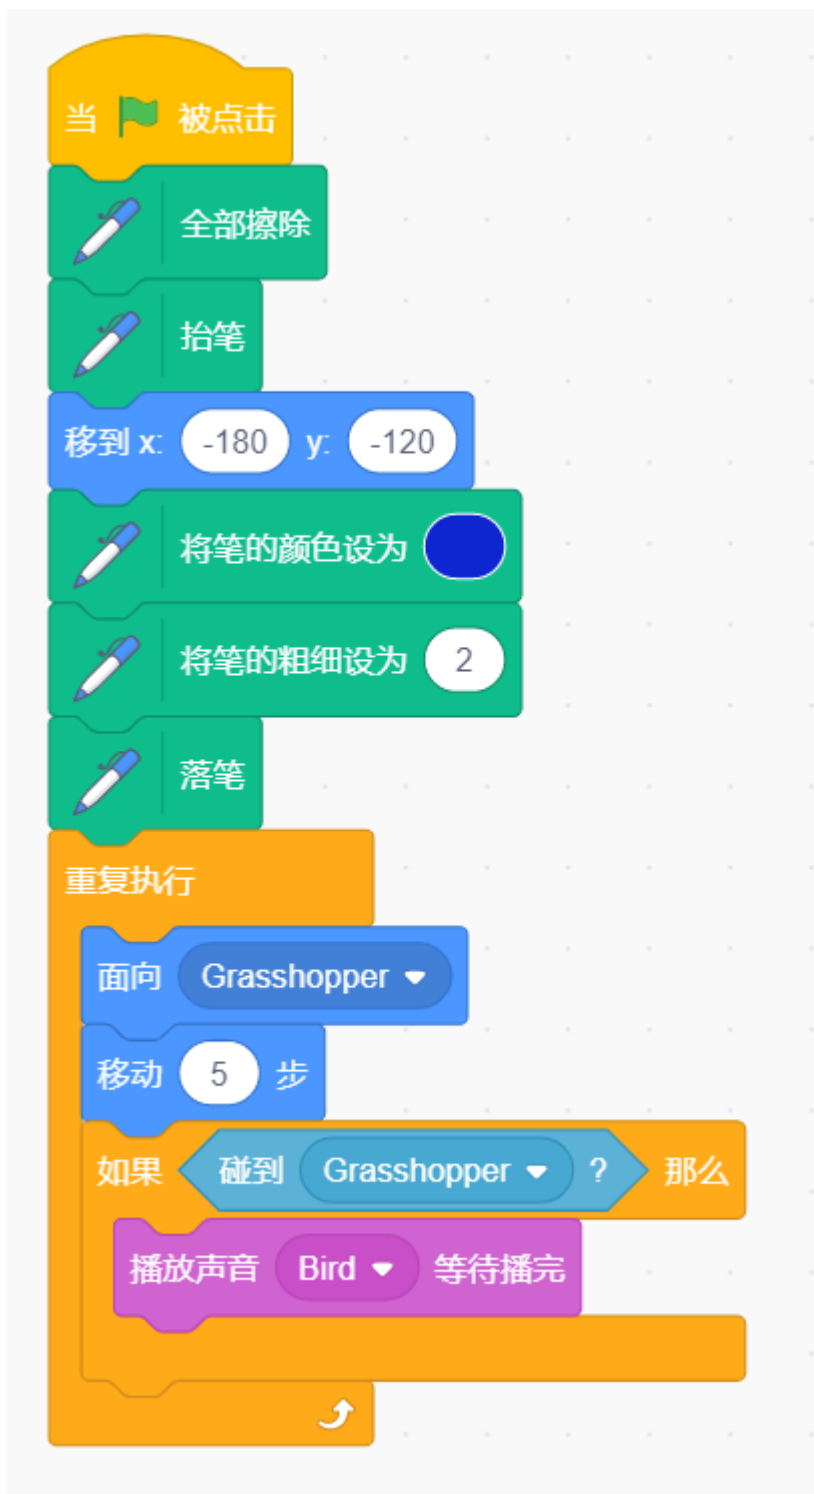 当 被点击
全部擦除
抬笔
移到 x: -180 y: -120
将笔的颜色设为
将笔的粗细设为 2
落笔
重复执行
面向 Grasshopper
移动 5 步
如果 碰到 Grasshopper ? 那么
播放声音 Bird 等待播完